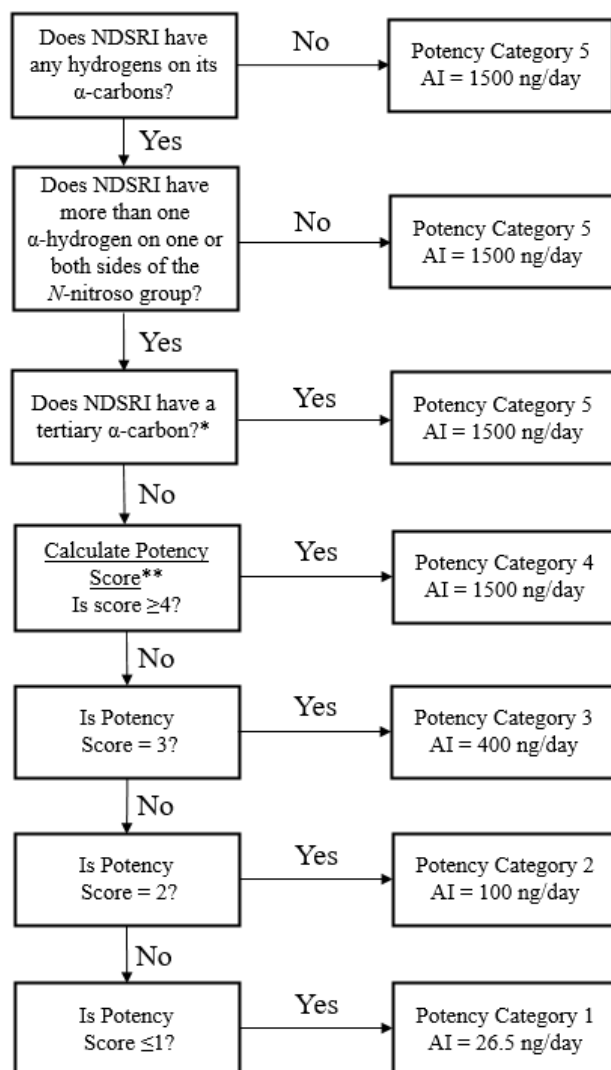 Does NDSRI have
any hydrogens on its
α-carbons?
No
Potency Category 5
AI = 1500 ng/day
Yes
Does NDSRI have
more than one
α-hydrogen on one or
both sides of the
N-nitroso group?
No
Potency Category 5
AI = 1500 ng/day
Yes
Does NDSRI have a
tertiary α-carbon?*
Yes
Potency Category 5
AI = 1500 ng/day
No
Calculate Potency
Score**
Is score ≥4?
Yes
Potency Category 4
AI = 1500 ng/day
No
Is Potency
Score = 3?
Yes
Potency Category 3
AI = 400 ng/day
No
Is Potency
Score = 2?
Yes
Potency Category 2
AI = 100 ng/day
No
Is Potency
Score ≤1?
Yes
Potency Category 1
AI = 26.5 ng/day